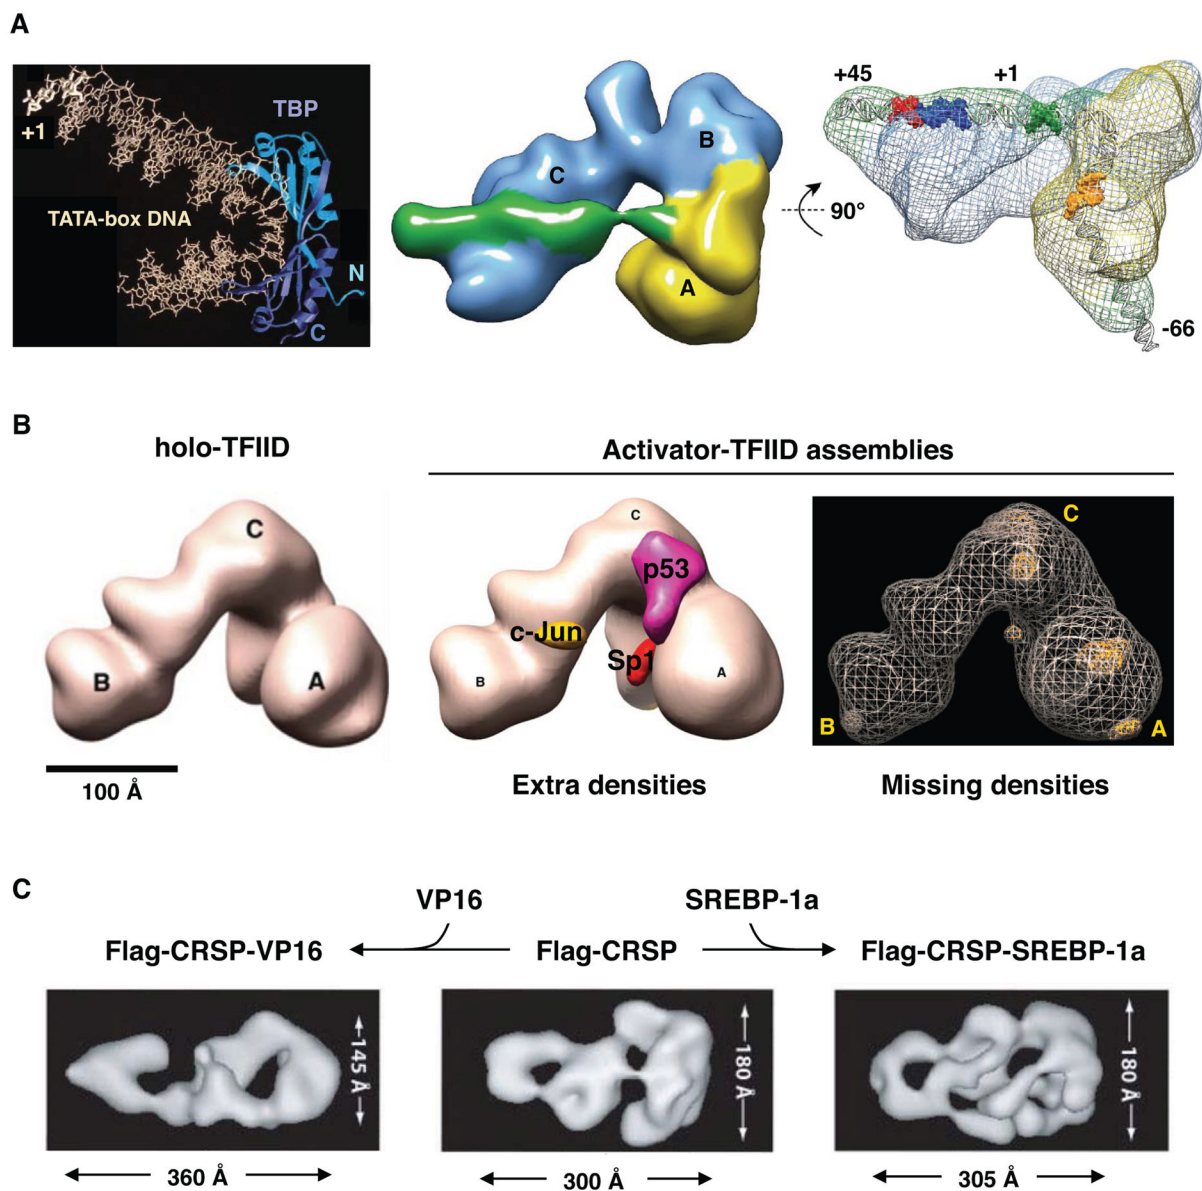 A
TBP
+1
TATA-box DNA
N
C
B
C
A
90°
+45
+1
-66
B
holo-TFIID
Activator-TFIID assemblies
C
B
A
100 Å
C
p53
c-Jun
Sp1
B
A
Extra densities
C
B
A
Missing densities
C
VP16
SREBP-1a
Flag-CRSP-VP16
Flag-CRSP
Flag-CRSP-SREBP-1a
145 Å
360 Å
180 Å
300 Å
180 Å
305 Å